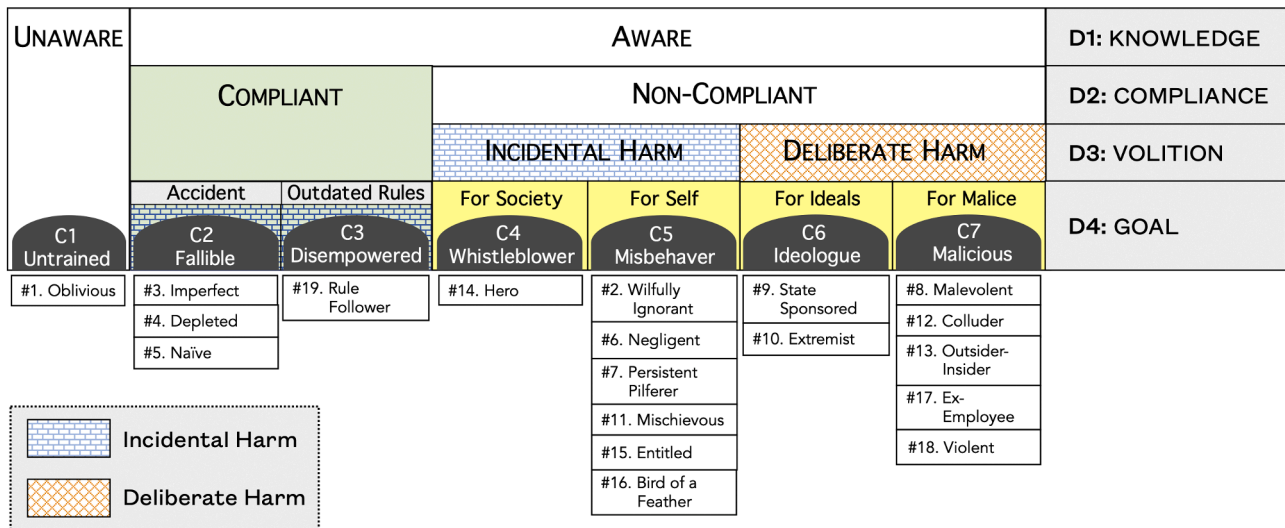 UNAWARE
AWARE
D1: KNOWLEDGE
COMPLIANT
NON-COMPLIANT
D2: COMPLIANCE
INCIDENTAL HARM
DELIBERATE HARM
D3: VOLITION
Accident
Outdated Rules
For Society
For Self
For Ideals
For Malice
D4: GOAL
C1
Untrained
C2
Fallible
C3
Disempowered
C4
Whistleblower
C5
Misbehaver
C6
Ideologue
C7
Malicious
#1. Oblivious
#3. Imperfect
#4. Depleted
#5. Naïve
#19. Rule
Follower
#14. Hero
#2. Wilfully
Ignorant
#6. Negligent
#7. Persistent
Pilferer
#11. Mischievous
#15. Entitled
#16. Bird of a
Feather
#9. State
Sponsored
#10. Extremist
#8. Malevolent
#12. Colluder
#13. Outsider-
Insider
#17. Ex-
Employee
#18. Violent
Incidental Harm
Deliberate Harm